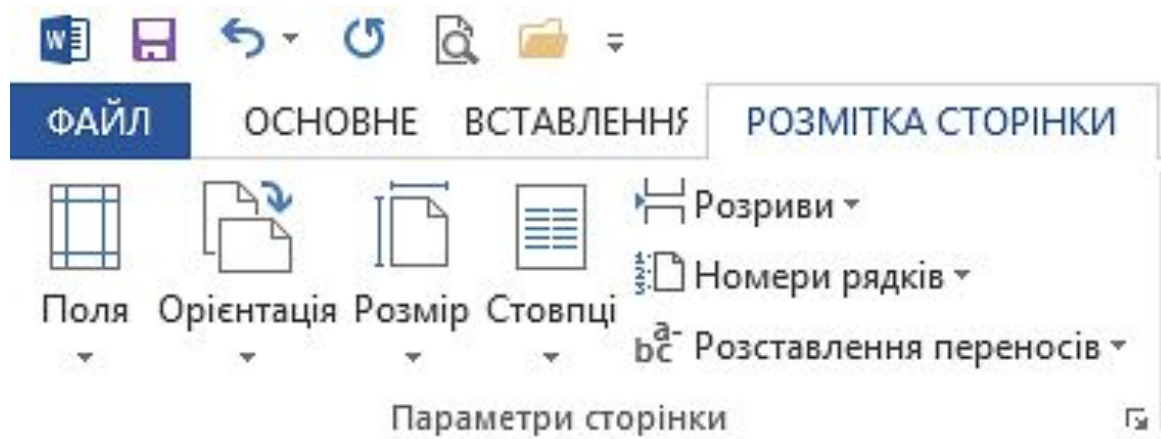 ФАЙЛ ОСНОВНЕ ВСТАВЛЕННЯ РОЗМІТКА СТОРІНКИ
Поля Орієнтація Розмір Стовпці
Розриви
Номери рядків
Розставлення переносів
Параметри сторінки